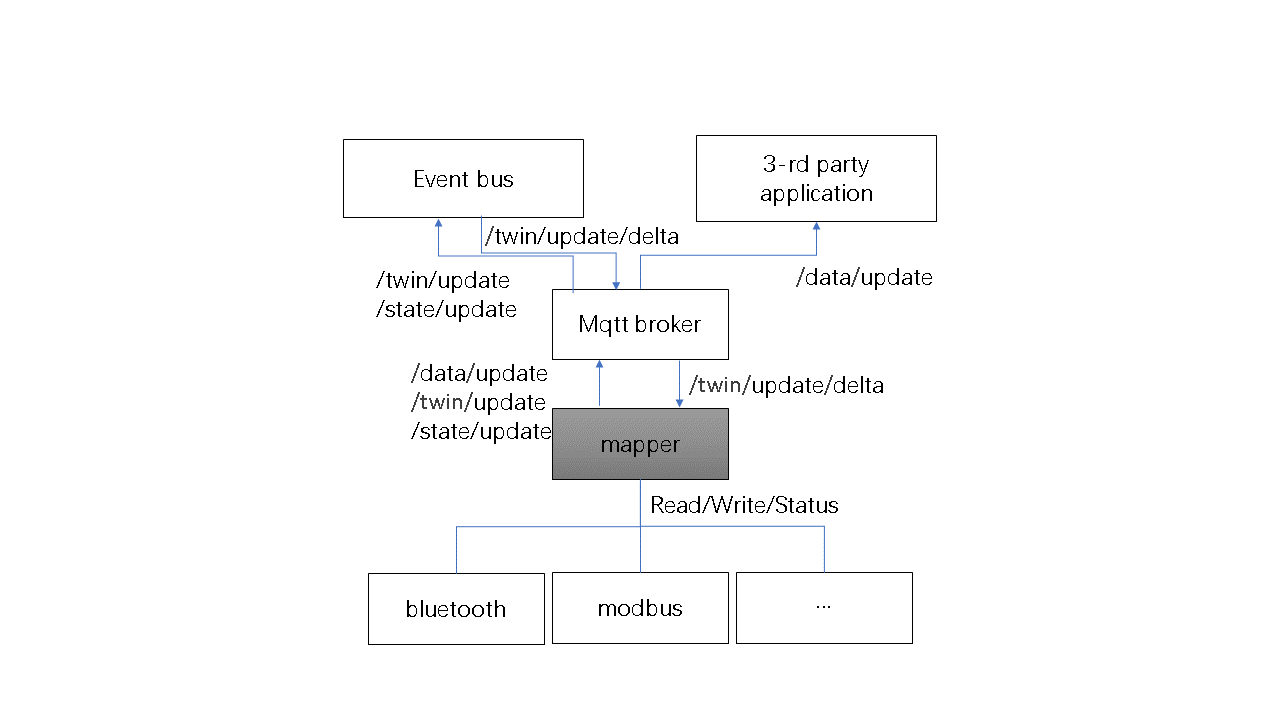 Event bus
3-rd party
application
/twin/update/delta
/twin/update
/state/update
/data/update
Mqtt broker
/data/update
/twin/update
/state/update
/twin/update/delta
mapper
Read/Write/Status
bluetooth
modbus
...